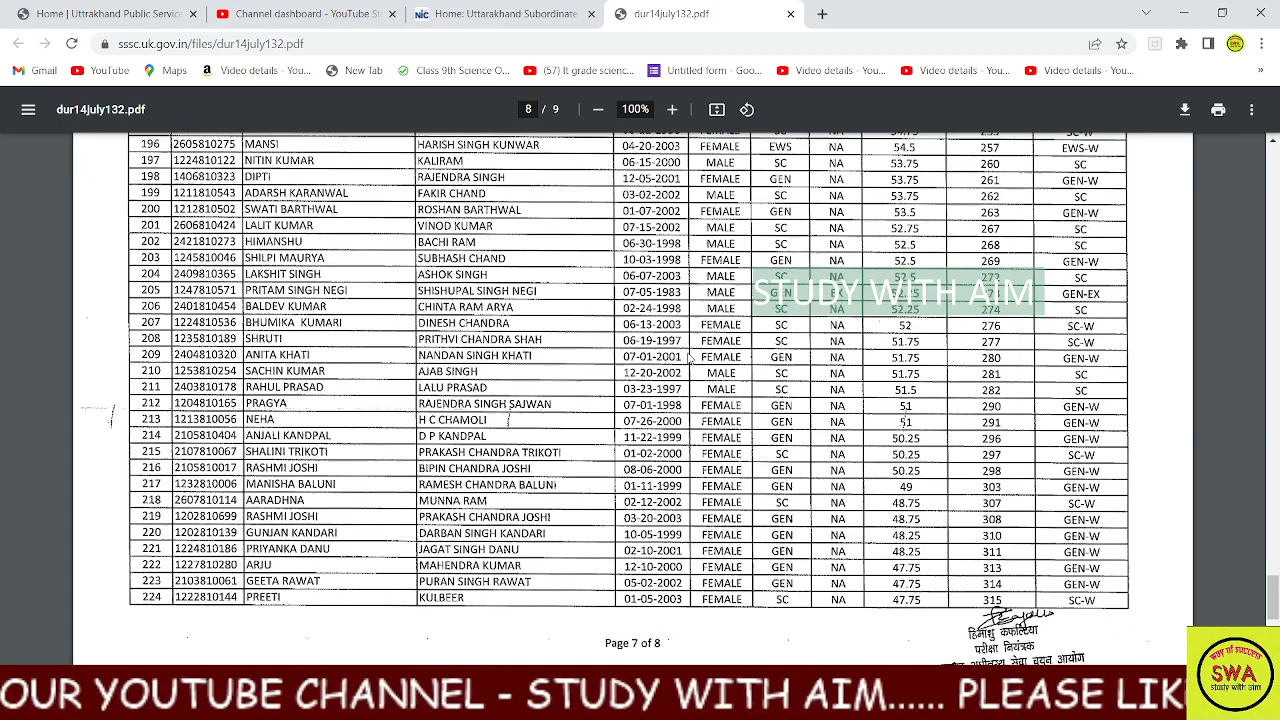 Home | Uttarakhand Public Service
Channel dashboard - YouTube St
NIC Home: Uttarakhand Subordinate
dur14july132.pdf
sssc.uk.gov.in/files/dur14july132.pdf
Gmail YouTube Maps Video details - You... New Tab Class 9th Science O... (57) lt grade scienc... Untitled form - Goo... Video details - You... Video details - You... Video details - You...
dur14july132.pdf 8 / 9 100%
196 2605810275 MANSI HARISH SINGH KUNWAR 04-20-2003 FEMALE EWS NA 54.5 257 EWS-W
197 1224810122 NITIN KUMAR KALIRAM 06-15-2000 MALE SC NA 53.75 260 SC
198 1406810323 DIPTI RAJENDRA SINGH 12-05-2001 FEMALE GEN NA 53.75 261 GEN-W
199 1211810543 ADARSH KARANWAL FAKIR CHAND 03-02-2002 MALE SC NA 53.75 262 SC
200 1212810502 SWATI BARTHWAL ROSHAN BARTHWAL 01-07-2002 FEMALE GEN NA 53.5 263 GEN-W
201 2606810424 LALIT KUMAR VINOD KUMAR 07-15-2002 MALE SC NA 52.75 267 SC
202 2421810273 HIMANSHU BACHI RAM 06-30-1998 MALE SC NA 52.5 268 SC
203 1245810046 SHILPI MAURYA SUBHASH CHAND 10-03-1998 FEMALE GEN NA 52.5 269 GEN-W
204 2409810365 LAKSHIT SINGH ASHOK SINGH 06-07-2003 MALE SC NA 52.5 272 SC
205 1247810571 PRITAM SINGH NEGI SHISHUPAL SINGH NEGI 07-05-1983 MALE GEN NA 52.25 GEN-EX
STUDY WITH AIM
206 2401810454 BALDEV KUMAR CHINTA RAM ARYA 02-24-1998 MALE SC NA 52.25 274 SC
207 1224810536 BHUMIKA KUMARI DINESH CHANDRA 06-13-2003 FEMALE SC NA 52 276 SC-W
208 1235810189 SHRUTI PRITHVI CHANDRA SHAH 06-19-1997 FEMALE SC NA 51.75 277 SC-W
209 2404810320 ANITA KHATI NANDAN SINGH KHATI 07-01-2001 FEMALE GEN NA 51.75 280 GEN-W
210 1253810254 SACHIN KUMAR AJAB SINGH 12-20-2002 MALE SC NA 51.75 281 SC
211 2403810178 RAHUL PRASAD LALU PRASAD 03-23-1997 MALE SC NA 51.5 282 SC
212 1204810165 PRAGYA RAJENDRA SINGH SAJWAN 07-01-1998 FEMALE GEN NA 51 290 GEN-W
213 1213810056 NEHA H C CHAMOLI 07-26-2000 FEMALE GEN NA 51 291 GEN-W
214 2105810404 ANJALI KANDPAL D P KANDPAL 11-22-1999 FEMALE GEN NA 50.25 296 GEN-W
215 2107810067 SHALINI TRIKOTI PRAKASH CHANDRA TRIKOTI 01-02-2000 FEMALE SC NA 50.25 297 SC-W
216 2105810017 RASHMI JOSHI BIPIN CHANDRA JOSHI 08-06-2000 FEMALE GEN NA 50.25 298 GEN-W
217 1232810006 MANISHA BALUNI RAMESH CHANDRA BALUNI 01-11-1999 FEMALE GEN NA 49 303 GEN-W
218 2607810114 AARADHNA MUNNA RAM 02-12-2002 FEMALE SC NA 48.75 307 SC-W
219 1202810699 RASHMI JOSHI PRAKASH CHANDRA JOSHI 03-20-2003 FEMALE GEN NA 48.75 308 GEN-W
220 1202810139 GUNJAN KANDARI DARBAN SINGH KANDARI 10-05-1999 FEMALE GEN NA 48.25 310 GEN-W
221 1224810186 PRIYANKA DANU JAGAT SINGH DANU 02-10-2001 FEMALE GEN NA 48.25 311 GEN-W
222 1227810280 ARJU MAHENDRA KUMAR 12-10-2000 FEMALE GEN NA 47.75 313 GEN-W
223 2103810061 GEETA RAWAT PURAN SINGH RAWAT 05-02-2002 FEMALE GEN NA 47.75 314 GEN-W
224 1222810144 PREETI KULBEER 01-05-2003 FEMALE SC NA 47.75 315 SC-W
Page 7 of 8
हिमांशु कफल्टिया
परीक्षा नियंत्रक
अधीनस्थ सेवा चयन आयोग
OUR YOUTUBE CHANNEL - STUDY WITH AIM...... PLEASE LIK
way of success
SWA
study with aim